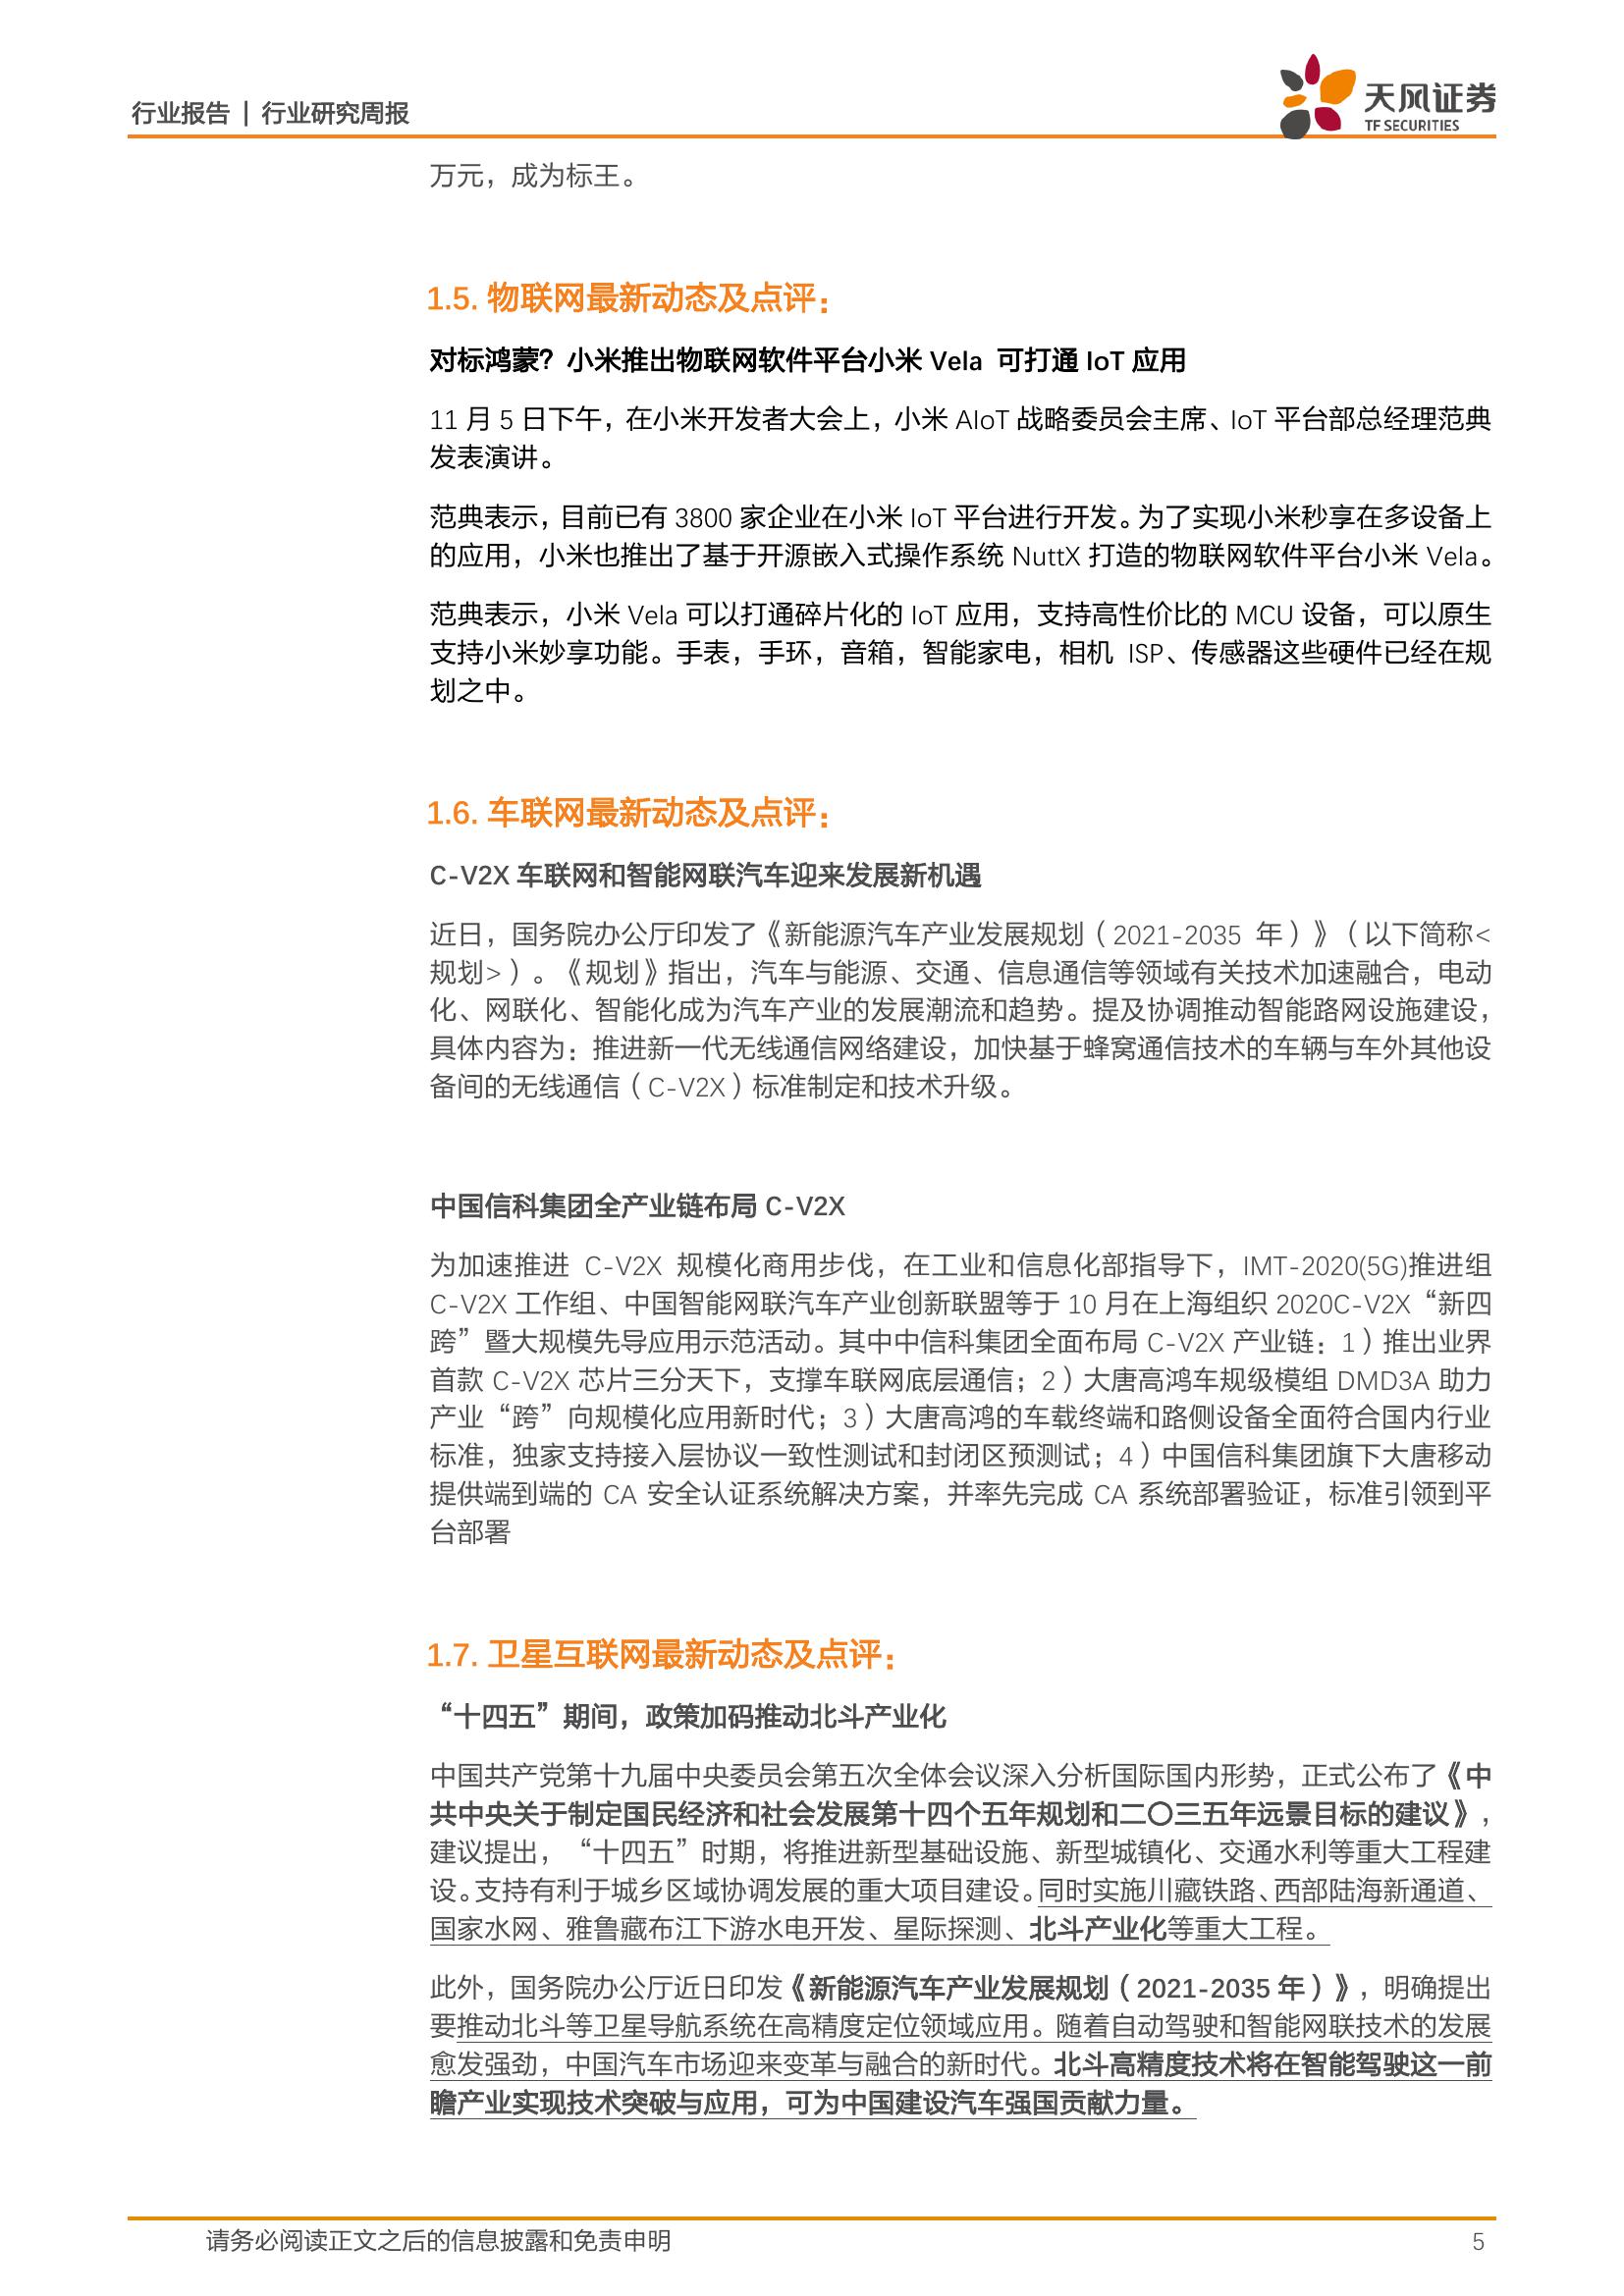 行业报告 | 行业研究周报
天风证券
TF SECURITIES
万元，成为标王。
1.5. 物联网最新动态及点评：
对标鸿蒙？小米推出物联网软件平台小米 Vela 可打通 IoT 应用
11 月 5 日下午，在小米开发者大会上，小米 AIoT 战略委员会主席、IoT 平台部总经理范典
发表演讲。
范典表示，目前已有 3800 家企业在小米 IoT 平台进行开发。为了实现小米秒享在多设备上
的应用，小米也推出了基于开源嵌入式操作系统 NuttX 打造的物联网软件平台小米 Vela。
范典表示，小米 Vela 可以打通碎片化的 IoT 应用，支持高性价比的 MCU 设备，可以原生
支持小米妙享功能。手表，手环，音箱，智能家电，相机 ISP、传感器这些硬件已经在规
划之中。
1.6. 车联网最新动态及点评：
C-V2X 车联网和智能网联汽车迎来发展新机遇
近日，国务院办公厅印发了《新能源汽车产业发展规划（2021-2035 年）》（以下简称<
规划>）。《规划》指出，汽车与能源、交通、信息通信等领域有关技术加速融合，电动
化、网联化、智能化成为汽车产业的发展潮流和趋势。提及协调推动智能路网设施建设，
具体内容为：推进新一代无线通信网络建设，加快基于蜂窝通信技术的车辆与车外其他设
备间的无线通信（C-V2X）标准制定和技术升级。
中国信科集团全产业链布局 C-V2X
为加速推进 C-V2X 规模化商用步伐，在工业和信息化部指导下，IMT-2020(5G)推进组
C-V2X 工作组、中国智能网联汽车产业创新联盟等于 10 月在上海组织 2020C-V2X“新四
跨”暨大规模先导应用示范活动。其中中信科集团全面布局 C-V2X 产业链：1）推出业界
首款 C-V2X 芯片三分天下，支撑车联网底层通信；2）大唐高鸿车规级模组 DMD3A 助力
产业“跨”向规模化应用新时代；3）大唐高鸿的车载终端和路侧设备全面符合国内行业
标准，独家支持接入层协议一致性测试和封闭区预测试；4）中国信科集团旗下大唐移动
提供端到端的 CA 安全认证系统解决方案，并率先完成 CA 系统部署验证，标准引领到平
台部署
1.7. 卫星互联网最新动态及点评：
“十四五”期间，政策加码推动北斗产业化
中国共产党第十九届中央委员会第五次全体会议深入分析国际国内形势，正式公布了《中
共中央关于制定国民经济和社会发展第十四个五年规划和二〇三五年远景目标的建议》，
建议提出，“十四五”时期，将推进新型基础设施、新型城镇化、交通水利等重大工程建
设。支持有利于城乡区域协调发展的重大项目建设。同时实施川藏铁路、西部陆海新通道、
国家水网、雅鲁藏布江下游水电开发、星际探测、北斗产业化等重大工程。
此外，国务院办公厅近日印发《新能源汽车产业发展规划（2021-2035 年）》，明确提出
要推动北斗等卫星导航系统在高精度定位领域应用。随着自动驾驶和智能网联技术的发展
愈发强劲，中国汽车市场迎来变革与融合的新时代。北斗高精度技术将在智能驾驶这一前
瞻产业实现技术突破与应用，可为中国建设汽车强国贡献力量。
请务必阅读正文之后的信息披露和免责申明
5